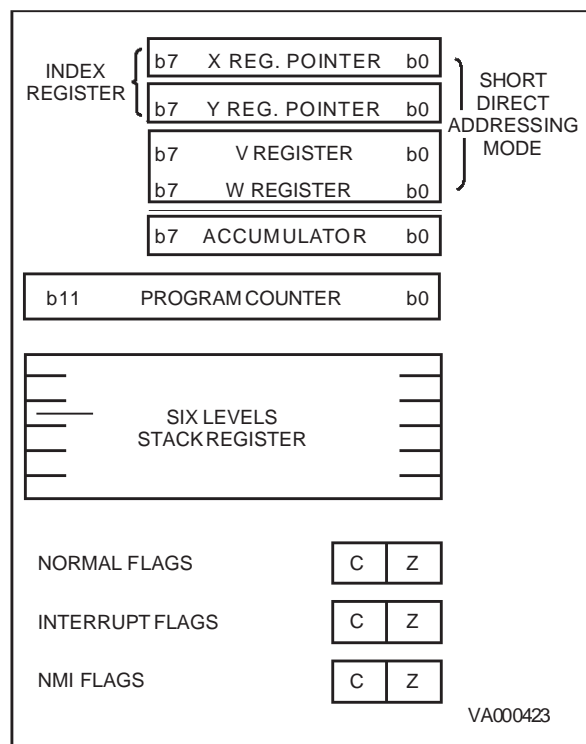 INDEX
REGISTER
b7 X REG. POINTER b0
b7 Y REG. POINTER b0
b7 V REGISTER b0
b7 W REGISTER b0
b7 ACCUMULATOR b0
SHORT
DIRECT
ADDRESSING
MODE
b11 PROGRAM COUNTER b0
SIX LEVELS
STACK REGISTER
NORMAL FLAGS C Z
INTERRUPT FLAGS C Z
NMI FLAGS C Z
VA000423